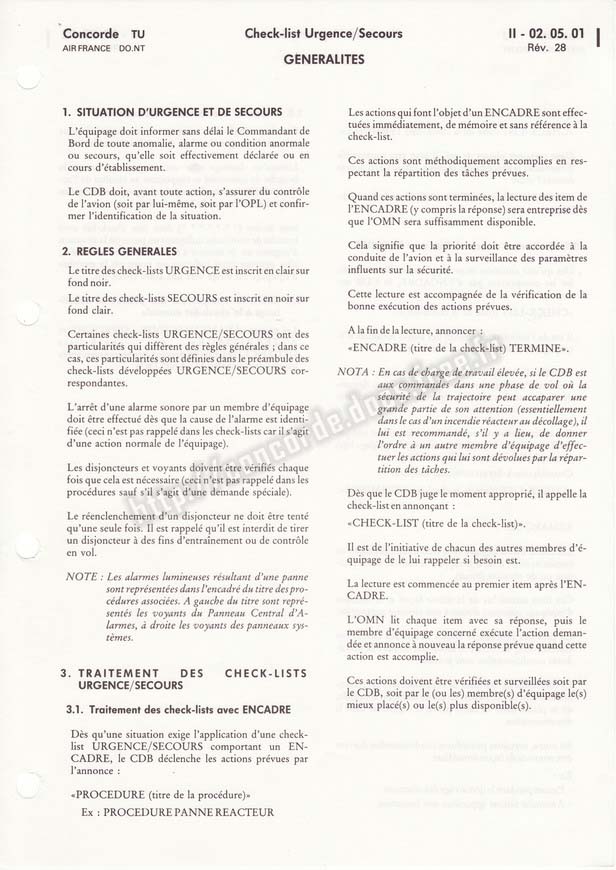 Concorde TU
AIR FRANCE | DO.NT
Check-list Urgence/Secours
GENERALITES
II - 02. 05. 01
Rév. 28
1. SITUATION D'URGENCE ET DE SECOURS
L'équipage doit informer sans délai le Commandant de
Bord de toute anomalie, alarme ou condition anormale
ou secours, qu'elle soit effectivement déclarée ou en
cours d'établissement.
Le CDB doit, avant toute action, s'assurer du contrôle
de l'avion (soit par lui-même, soit par l'OPL) et confir-
mer l'identification de la situation.
2. REGLES GENERALES
Le titre des check-lists URGENCE est inscrit en clair sur
fond noir.
Le titre des check-lists SECOURS est inscrit en noir sur
fond clair.
Certaines check-lists URGENCE/SECOURS ont des
particularités qui diffèrent des règles générales ; dans ce
cas, ces particularités sont définies dans le préambule des
check-lists développées URGENCE/SECOURS cor-
respondantes.
L'arrêt d'une alarme sonore par un membre d'équipage
doit être effectué dès que la cause de l'alarme est identi-
fiée (ceci n'est pas rappelé dans les check-lists car il s'agit
d'une action normale de l'équipage).
Les disjoncteurs et voyants doivent être vérifiés chaque
fois que cela est nécessaire (ceci n'est pas rappelé dans les
procédures sauf s'il s'agit d'une demande spéciale).
Le réenclenchement d'un disjoncteur ne doit être tenté
qu'une seule fois. Il est rappelé qu'il est interdit de tirer
un disjoncteur à des fins d'entraînement ou de contrôle
en vol.
NOTE : Les alarmes lumineuses résultant d'une panne
sont représentées dans l'encadré du titre des pro-
cédures associées. A gauche du titre sont repré-
sentés les voyants du Panneau Central d'A-
larmes, à droite les voyants des panneaux sys-
tèmes.
3. TRAITEMENT DES CHECK-LISTS
URGENCE/SECOURS
3.1. Traitement des check-lists avec ENCADRE
Dès qu'une situation exige l'application d'une check-
list URGENCE/SECOURS comportant un EN-
CADRE, le CDB déclenche les actions prévues par
l'annonce :
«PROCEDURE (titre de la procédure)»
Ex : PROCEDURE PANNE REACTEUR
Les actions qui font l'objet d'un ENCADRE sont effec-
tuées immédiatement, de mémoire et sans référence à la
check-list.
Ces actions sont méthodiquement accomplies en res-
pectant la répartition des tâches prévues.
Quand ces actions sont terminées, la lecture des item de
l'ENCADRE (y compris la réponse) sera entreprise dès
que l'OMN sera suffisamment disponible.
Cela signifie que la priorité doit être accordée à la
conduite de l'avion et à la surveillance des paramètres
influents sur la sécurité.
Cette lecture est accompagnée de la vérification de la
bonne exécution des actions prévues.
A la fin de la lecture, annoncer :
«ENCADRE (titre de la check-list) TERMINE».
NOTA : En cas de charge de travail élevée, si le CDB est
aux commandes dans une phase de vol où la
sécurité de la trajectoire peut accaparer une
grande partie de son attention (essentiellement
dans le cas d'un incendie réacteur au décollage), il
lui est recommandé, s'il y a lieu, de donner
l'ordre à un autre membre d'équipage d'effec-
tuer les actions qui lui sont dévolues par la répar-
tition des tâches.
Dès que le CDB juge le moment approprié, il appelle la
check-list en annonçant :
«CHECK-LIST (titre de la check-list)».
Il est de l'initiative de chacun des autres membres d'é-
quipage de le lui rappeler si besoin est.
La lecture est commencée au premier item après l'EN-
CADRE.
L'OMN lit chaque item avec sa réponse, puis le
membre d'équipage concerné exécute l'action deman-
dée et annonce à nouveau la réponse prévue quand cette
action est accomplie.
Ces actions doivent être vérifiées et surveillées soit par
le CDB, soit par le (ou les) membre(s) d'équipage le(s)
mieux placé(s) ou le(s) plus disponible(s).